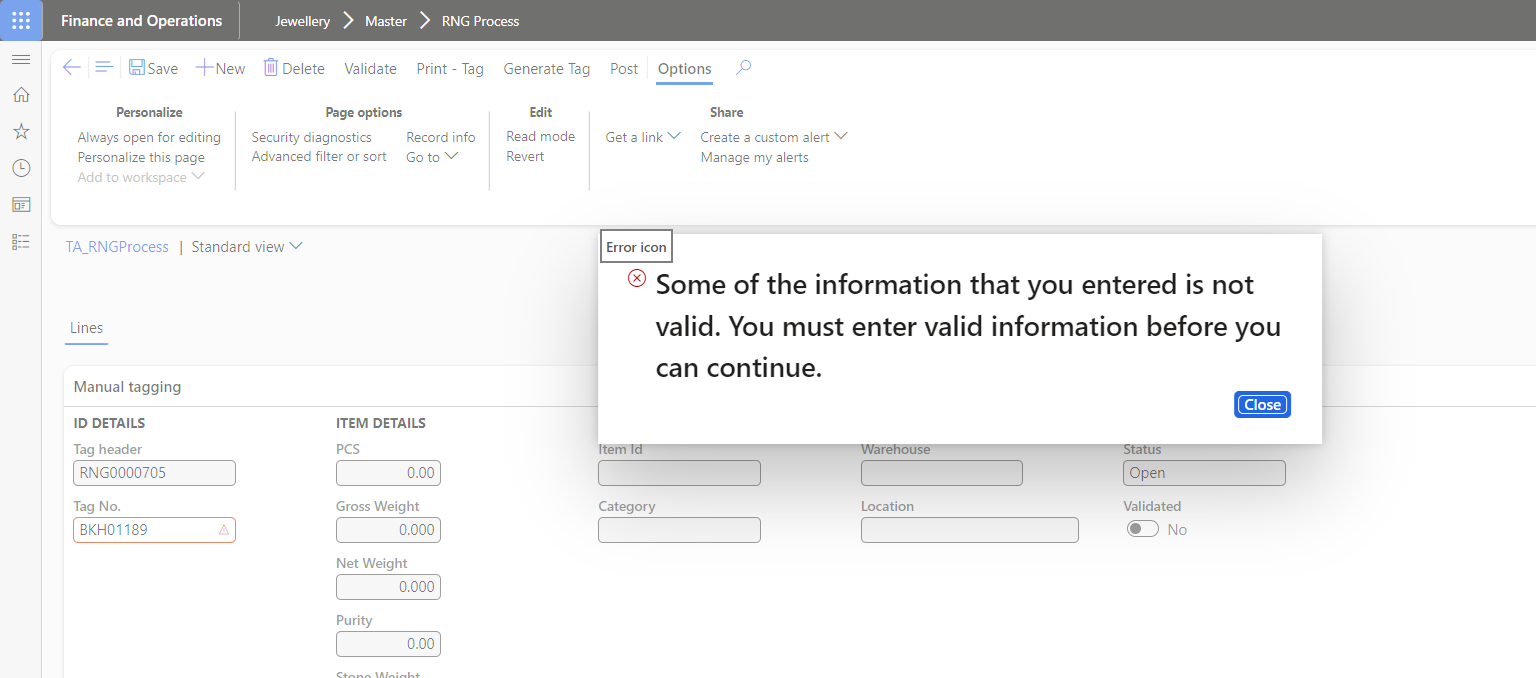 Finance and Operations
Jewellery > Master > RNG Process
Save New Delete Validate Print - Tag Generate Tag Post Options
Personalize
Always open for editing
Personalize this page
Add to workspace
Page options
Security diagnostics
Advanced filter or sort
Record info
Go to
Edit
Read mode
Revert
Get a link
Share
Create a custom alert
Manage my alerts
TA_RNGProcess | Standard view
Error icon
Some of the information that you entered is not
valid. You must enter valid information before you
can continue.
Close
Lines
Manual tagging
ID DETAILS
Tag header
RNG0000705
Tag No.
BKH01189
ITEM DETAILS
PCS
0.00
Gross Weight
0.000
Net Weight
0.000
Purity
0.00
Stone Weight
Item Id
Category
Warehouse
Location
Status
Open
Validated
No